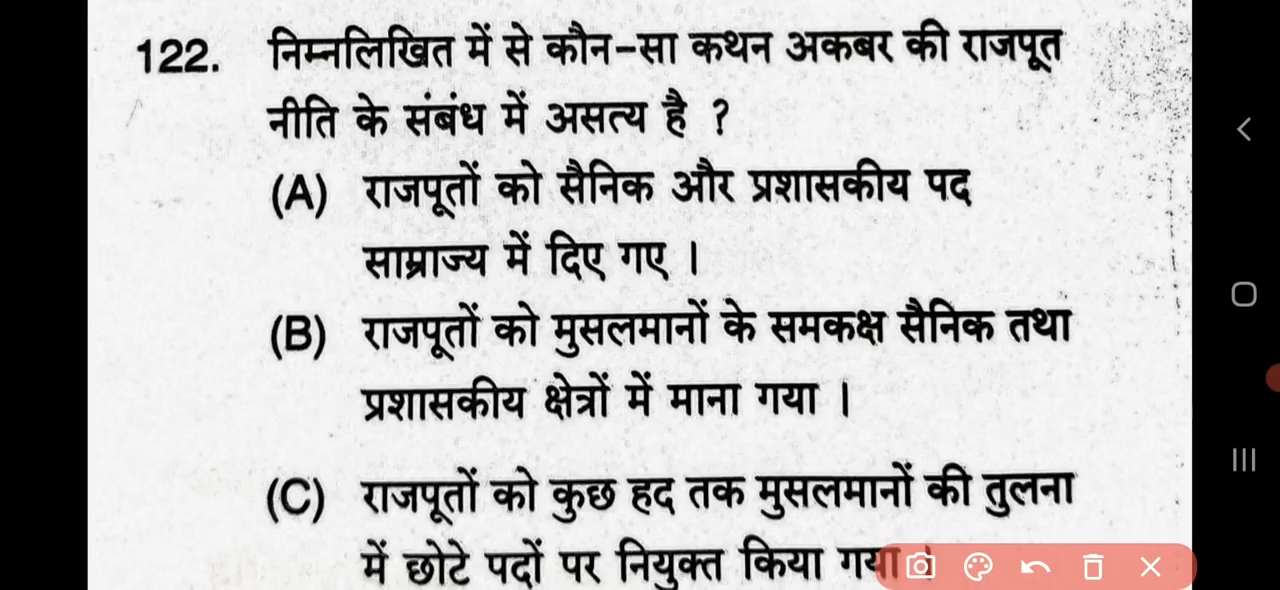 122. निम्नलिखित में से कौन-सा कथन अकबर की राजपूत
नीति के संबंध में असत्य है ?
(A) राजपूतों को सैनिक और प्रशासकीय पद
साम्राज्य में दिए गए ।
(B) राजपूतों को मुसलमानों के समकक्ष सैनिक तथा
प्रशासकीय क्षेत्रों में माना गया ।
(C) राजपूतों को कुछ हद तक मुसलमानों की तुलना
में छोटे पदों पर नियुक्त किया गया ।